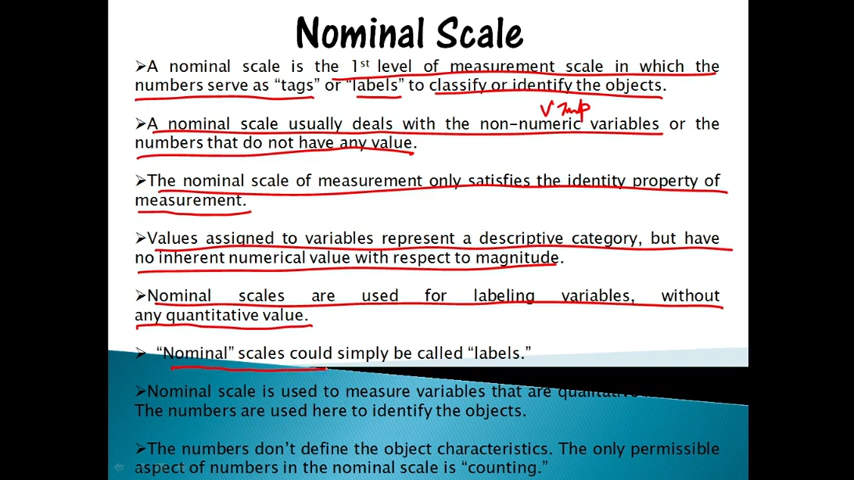 Nominal Scale
➢A nominal scale is the 1st level of measurement scale in which the
numbers serve as “tags” or “labels” to classify or identify the objects.
V Imp
➢A nominal scale usually deals with the non-numeric variables or the
numbers that do not have any value.
➢The nominal scale of measurement only satisfies the identity property of
measurement.
➢Values assigned to variables represent a descriptive category, but have
no inherent numerical value with respect to magnitude.
➢Nominal scales are used for labeling variables, without
any quantitative value.
➢ “Nominal” scales could simply be called “labels.”
➢Nominal scale is used to measure variables that are
The numbers are used here to identify the objects.
➢The numbers don’t define the object characteristics. The only permissible
aspect of numbers in the nominal scale is “counting.”